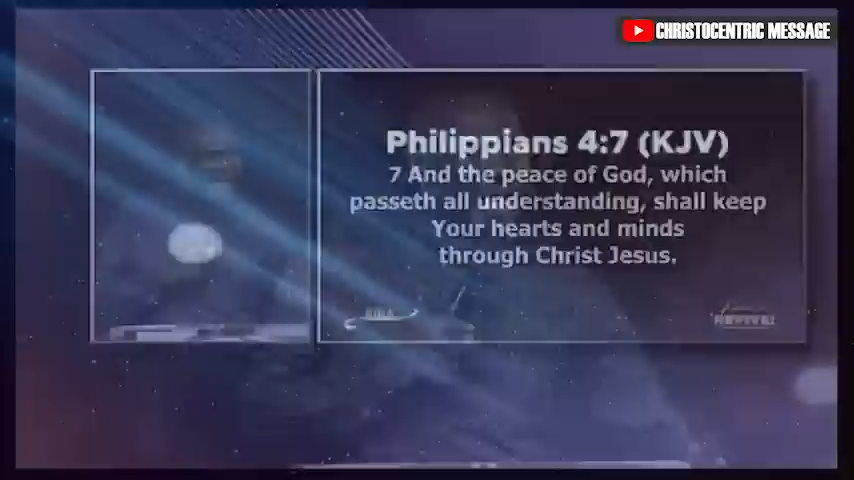 CHRISTOCENTRIC MESSAGE
Philippians 4:7 (KJV)
7 And the peace of God, which
passeth all understanding, shall keep
Your hearts and minds
through Christ Jesus.
REVIVAL